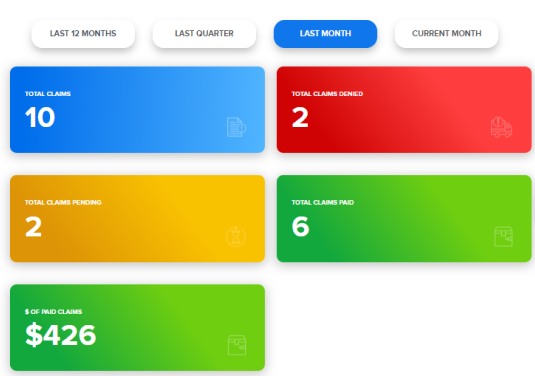 LAST 12 MONTHS
LAST QUARTER
LAST MONTH
CURRENT MONTH
TOTAL CLAIMS
10
TOTAL CLAIMS DENIED
2
TOTAL CLAIMS PENDING
2
TOTAL CLAIMS PAID
6
$ OF PAID CLAIMS
$426